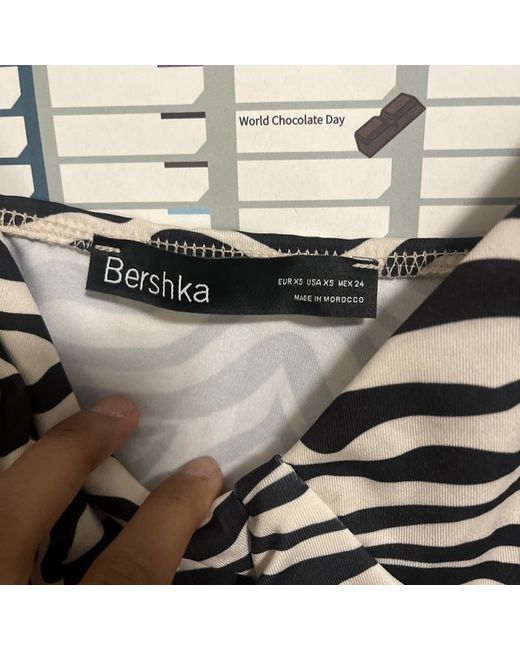 World Chocolate Day
Bershka
EUR XS USA XS MEX 24
MADE IN MOROCCO